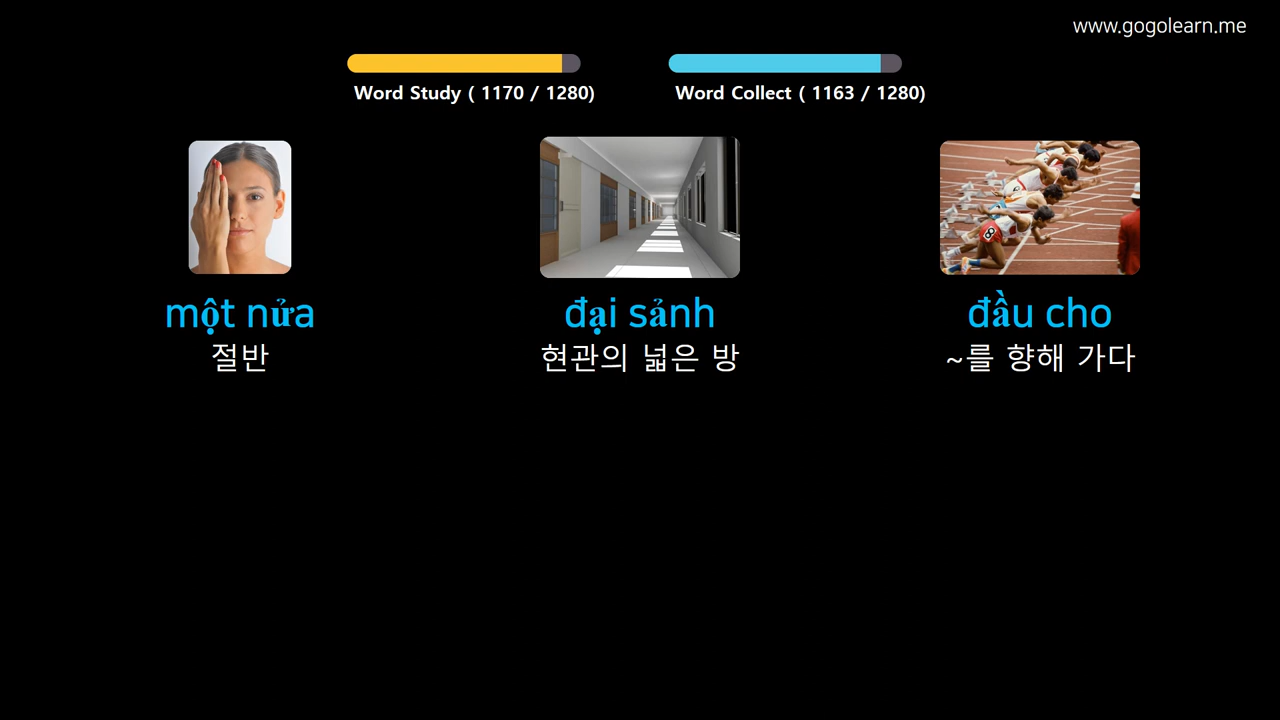 www.gogolearn.me
Word Study ( 1170 / 1280)
Word Collect ( 1163 / 1280)
8
một nửa
đại sảnh
đầu cho
절반
현관의 넓은 방
~를 향해 가다